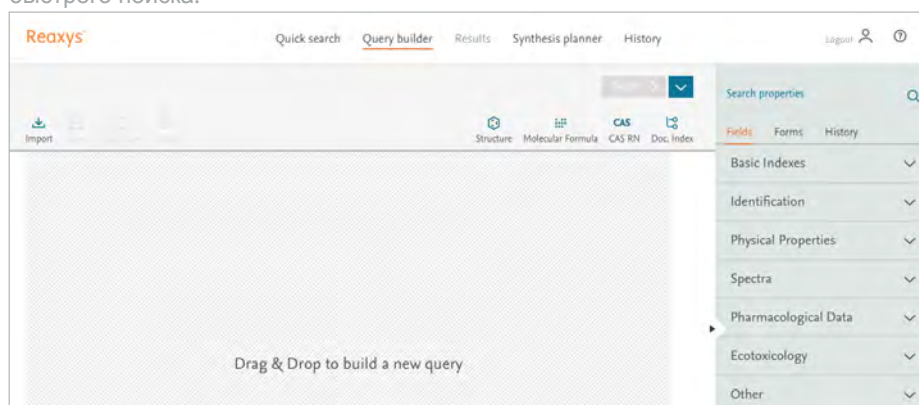 быстрого поиска.
Reaxys
Quick search Query builder Results Synthesis planner History Logout
Import
Structure Molecular Formula CAS CAS RN Doc. Index
Search properties
Fields Forms History
Basic Indexes
Identification
Physical Properties
Spectra
Pharmacological Data
Ecotoxicology
Other
Drag & Drop to build a new query